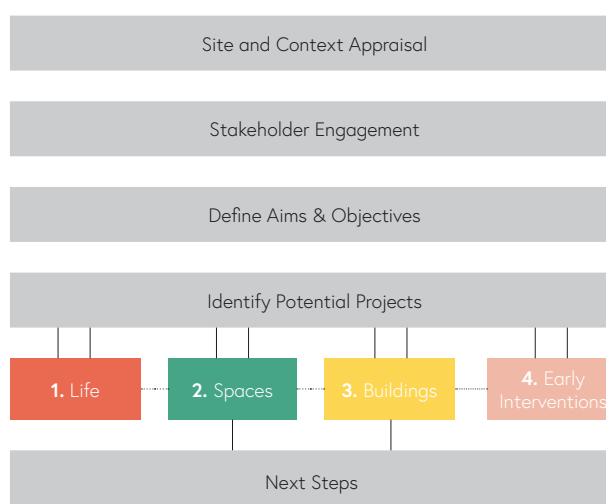 Site and Context Appraisal
Stakeholder Engagement
Define Aims & Objectives
Identify Potential Projects
1. Life
2. Spaces
3. Buildings
4. Early
Interventions
Next Steps